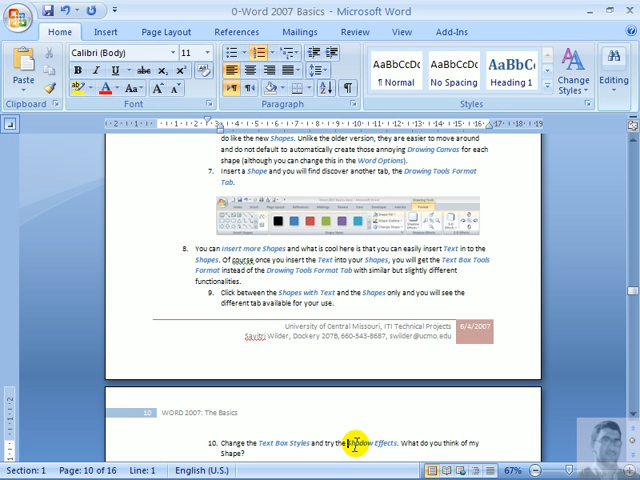 0-Word 2007 Basics - Microsoft Word
Home Insert Page Layout References Mailings Review View Add-Ins
Calibri (Body) 11
AaBbCcDc AaBbCcDc AaBbCc
Paste
¶ Normal No Spacing Heading 1
Change Styles
Editing
Clipboard Font Paragraph Styles
do like the new Shapes. Unlike the older version, they are easier to move around
and do not default to automatically create those annoying Drawing Canvas for each
shape (although you can change this in the Word Options).
7. Insert a Shape and you will find discover another tab, the Drawing Tools Format
Tab.
8. You can Insert more Shapes and what is cool here is that you can easily insert Text in to the
Shapes. Of course once you insert the Text into your Shapes, you will get the Text Box Tools
Format instead of the Drawing Tools Format Tab with similar but slightly different
functionalities.
9. Click between the Shapes with Text and the Shapes only and you will see the
different tab available for your use.
University of Central Missouri, ITI Technical Projects 6/4/2007
Savitri Wilder, Dockery 207B, 660-543-8687, swilder@ucmo.edu
10 WORD 2007: The Basics
10. Change the Text Box Styles and try the Shadow Effects. What do you think of my
Shape?
Section: 1 Page: 10 of 16 Line: 1 English (U.S.) 67%